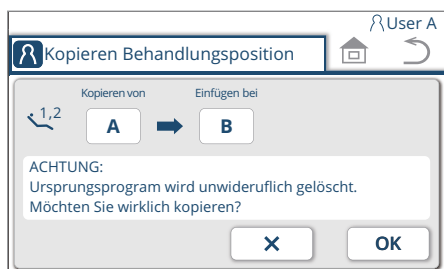 User A
Kopieren Behandlungsposition
Kopieren von Einfügen bei
1,2
A B
ACHTUNG:
Ursprungsprogram wird unwideruflich gelöscht.
Möchten Sie wirklich kopieren?
OK